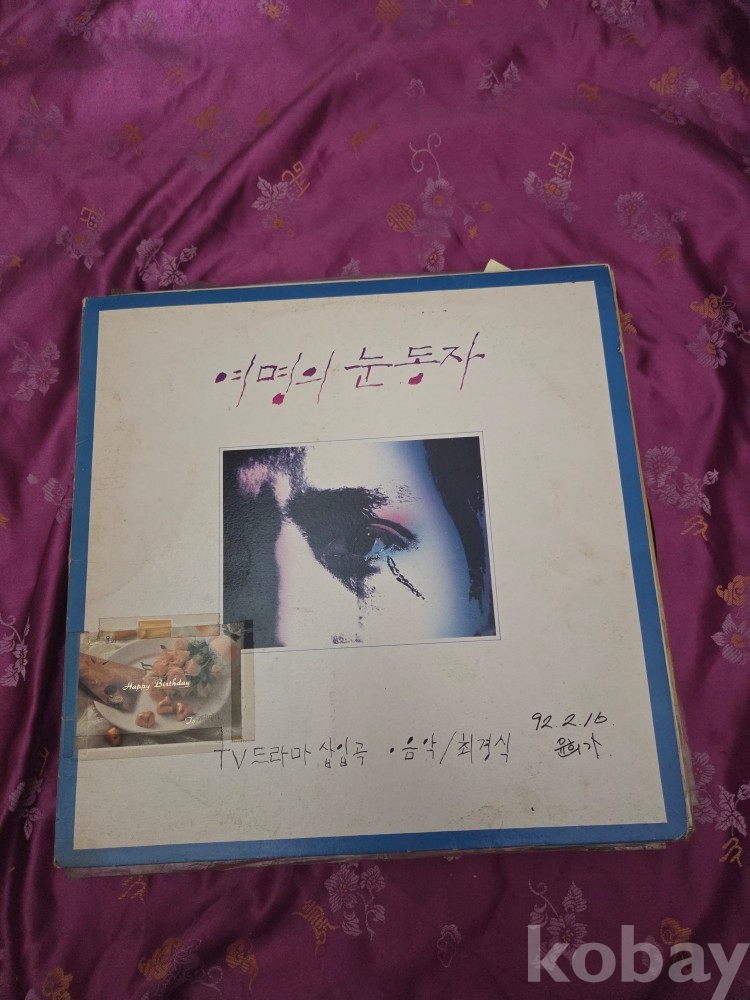 여명의 눈동자
Happy Birthday
To.
TV드라마 삽입곡 ·음악/최경식
92.2.16.
윤희가.
kobay